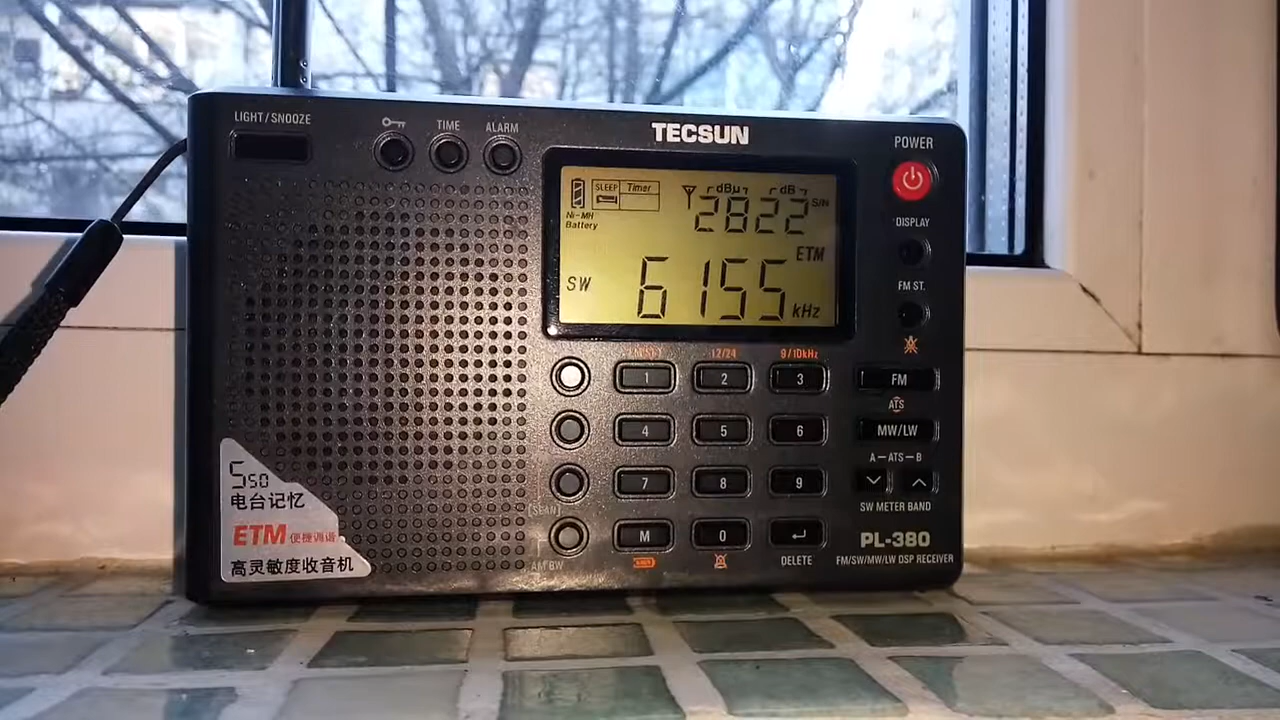 LIGHT/SNOOZE
TIME
ALARM
TECSUN
POWER
SLEEP
Timer
dBμ
dB
2822
S/N
Ni-MH
Battery
ETM
SW
6155
kHz
DISPLAY
FM ST.
12/24
9/10kHz
1
2
3
FM
ATS
4
5
6
MW/LW
A—ATS—B
7
8
9
SW METER BAND
M
0
DELETE
AM BW
PL-380
FM/SW/MW/LW DSP RECEIVER
550
电台记忆
ETM 便捷调谐
高灵敏度收音机